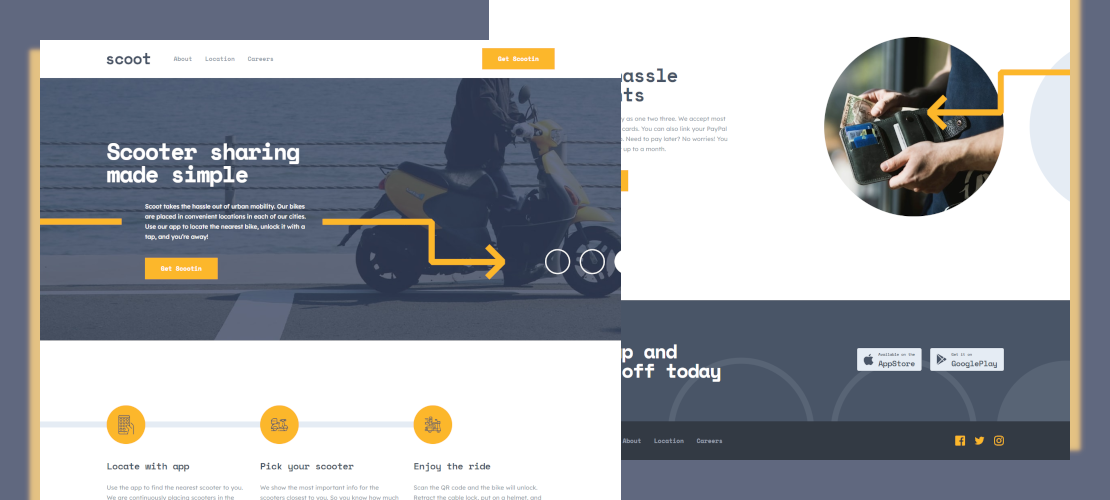 scoot
About
Location
Careers
Get Scootin
Scooter sharing
made simple
Scoot takes the hassle out of urban mobility. Our bikes
are placed in convenient locations in each of our cities.
Use our app to locate the nearest bike, unlock it with a
tap, and you're away!
Get Scootin
Locate with app
Use the app to find the nearest scooter to you.
We are continuously placing scooters in the
Pick your scooter
We show the most important info for the
scooters closest to you. So you know how much
Enjoy the ride
Scan the QR code and the bike will unlock.
Retract the cable lock, put on a helmet, and
assle
ts
y as one two three. We accept most
cards. You can also link your PayPal
. Need to pay later? No worries! You
up to a month.
p and
off today
Available on the
AppStore
Get it on
GooglePlay
About
Location
Careers